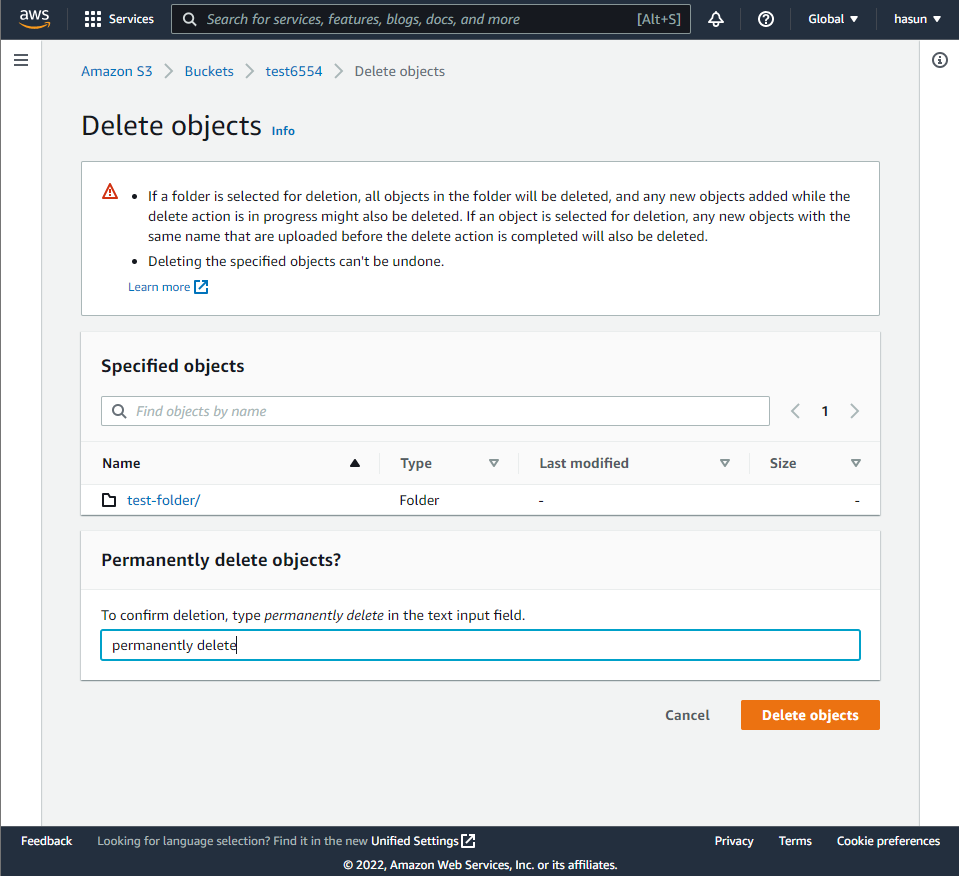 aws Services Search for services, features, blogs, docs, and more [Alt+S] Global hasun
Amazon S3 Buckets test6554 Delete objects
Delete objects Info
• If a folder is selected for deletion, all objects in the folder will be deleted, and any new objects added while the
delete action is in progress might also be deleted. If an object is selected for deletion, any new objects with the
same name that are uploaded before the delete action is completed will also be deleted.
• Deleting the specified objects can't be undone.
Learn more
Specified objects
Find objects by name 1
Name Type Last modified Size
test-folder/ Folder - -
Permanently delete objects?
To confirm deletion, type permanently delete in the text input field.
permanently delete
Cancel Delete objects
Feedback Looking for language selection? Find it in the new Unified Settings Privacy Terms Cookie preferences
© 2022, Amazon Web Services, Inc. or its affiliates.